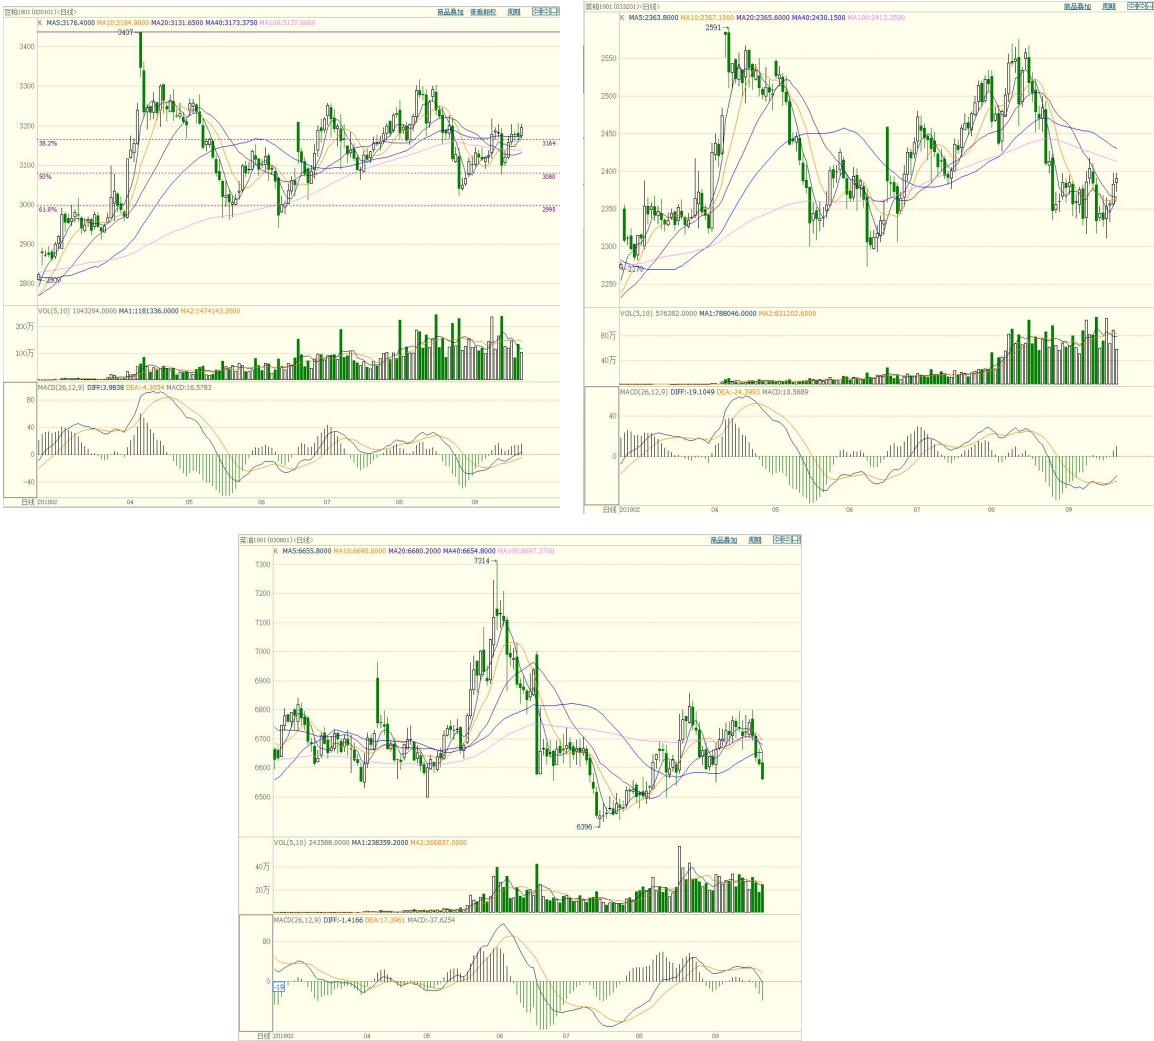 豆粕1901 (020101)<日线> 商品叠加 查看期权 周期
K MA5:3176.4000 MA10:3164.9000 MA20:3131.6500 MA40:3173.3750 MA100:3137.6000
3437
3400
3300
3200
38.2% 3164
3100
50% 3080
3000
61.8% 2995
2900
2800
2809
VOL(5,10) 1043204.0000 MA1:1181336.0000 MA2:1474143.2000
200万
100万
MACD(26,12,9) DIFF:3.9838 DEA:-4.3054 MACD:16.5783
80
40
0
-40
日线 201802 04 05 06 07 08 09
菜粕1901 (033201)<日线> 商品叠加 周期
K MA5:2363.8000 MA10:2367.1000 MA20:2365.6000 MA40:2430.1500 MA100:2413.3500
2591
2550
2500
2450
2400
2350
2300
2270
2250
VOL(5,10) 576382.0000 MA1:788046.0000 MA2:831202.6000
80万
40万
MACD(26,12,9) DIFF:-19.1049 DEA:-24.3993 MACD:10.5889
40
0
日线 201802 04 05 06 07 08 09
菜油1901 (030801)<日线> 商品叠加 周期
K MA5:6655.8000 MA10:6695.6000 MA20:6680.2000 MA40:6654.8000 MA100:6697.2700
7314
7300
7200
7100
7000
6900
6800
6700
6600
6500
6396
VOL(5,10) 243588.0000 MA1:238359.2000 MA2:266837.0000
40万
20万
MACD(26,12,9) DIFF:-1.4166 DEA:17.3961 MACD:-37.6254
80
0
-19
日线 201802 04 05 06 07 08 09